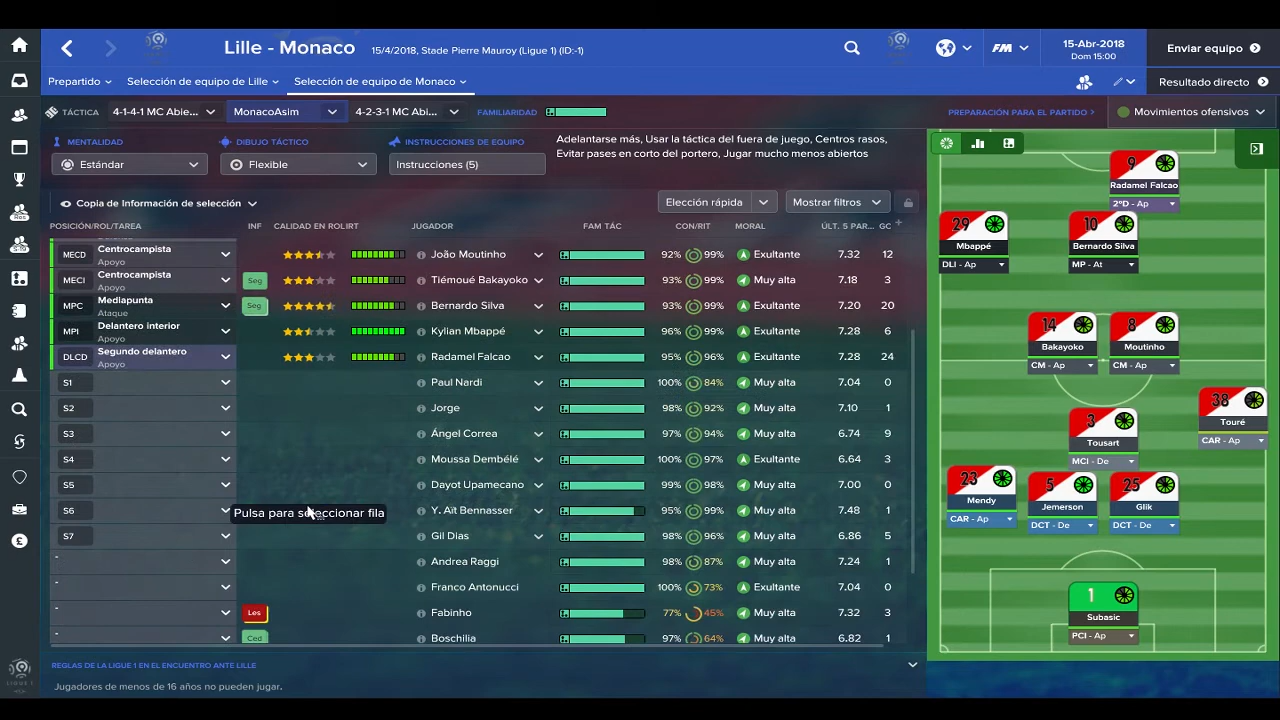 Lille - Monaco
15/4/2018, Stade Pierre Mauroy (Ligue 1) (ID:-1)
FM
15-Abr-2018
Dom 15:00
Enviar equipo
Prepartido
Selección de equipo de Lille
Selección de equipo de Monaco
Resultado directo
TÁCTICA
4-1-4-1 MC Abie...
MonacoAsim
4-2-3-1 MC Abi...
FAMILIARIDAD
PREPARACIÓN PARA EL PARTIDO >
Movimientos ofensivos
MENTALIDAD
DIBUJO TÁCTICO
INSTRUCCIONES DE EQUIPO
Estándar
Flexible
Instrucciones (5)
Adelantarse más, Usar la táctica del fuera de juego, Centros rasos,
Evitar pases en corto del portero, Jugar mucho menos abiertos
Copia de Información de selección
Elección rápida
Mostrar filtros
POSICIÓN/ROL/TAREA INF CALIDAD EN ROL IRT JUGADOR FAM TÁC CON/RIT MORAL ÚLT. 5 PAR... GC +
MECD Centrocampista Apoyo João Moutinho 92% 99% Exultante 7.32 12
MECI Centrocampista Apoyo Seg Tiémoué Bakayoko 93% 99% Exultante 7.18 3
MPC Mediapunta Ataque Seg Bernardo Silva 93% 99% Exultante 7.20 20
MPI Delantero interior Apoyo Kylian Mbappé 96% 99% Exultante 7.28 6
DLCD Segundo delantero Apoyo Radamel Falcao 95% 96% Exultante 7.28 24
S1 Paul Nardi 100% 84% Muy alta 7.04 0
S2 Jorge 98% 92% Muy alta 7.10 1
S3 Ángel Correa 97% 94% Muy alta 6.74 9
S4 Moussa Dembélé 100% 97% Muy alta 6.64 3
S5 Dayot Upamecano 99% 98% Muy alta 7.00 0
S6 Y. Aït Bennasser 95% 99% Muy alta 7.48 1
Pulsa para seleccionar fila
S7 Gil Dias 98% 96% Muy alta 6.86 5
- Andrea Raggi 98% 87% Muy alta 7.24 1
- Franco Antonucci 100% 73% Exultante 7.04 0
- Les Fabinho 77% 45% Muy alta 7.32 3
- Ced Boschilia 97% 64% Muy alta 6.82 1
REGLAS DE LA LIGUE 1 EN EL ENCUENTRO ANTE LILLE
Jugadores de menos de 16 años no pueden jugar.
9
Radamel Falcao
2ºD - Ap
29
Mbappé
DLI - Ap
10
Bernardo Silva
MP - At
14
Bakayoko
CM - Ap
8
Moutinho
CM - Ap
38
Touré
CAR - Ap
3
Tousart
MCI - De
23
Mendy
CAR - Ap
5
Jemerson
DCT - De
25
Glik
DCT - De
1
Subasic
PCI - Ap
LIGUE 1